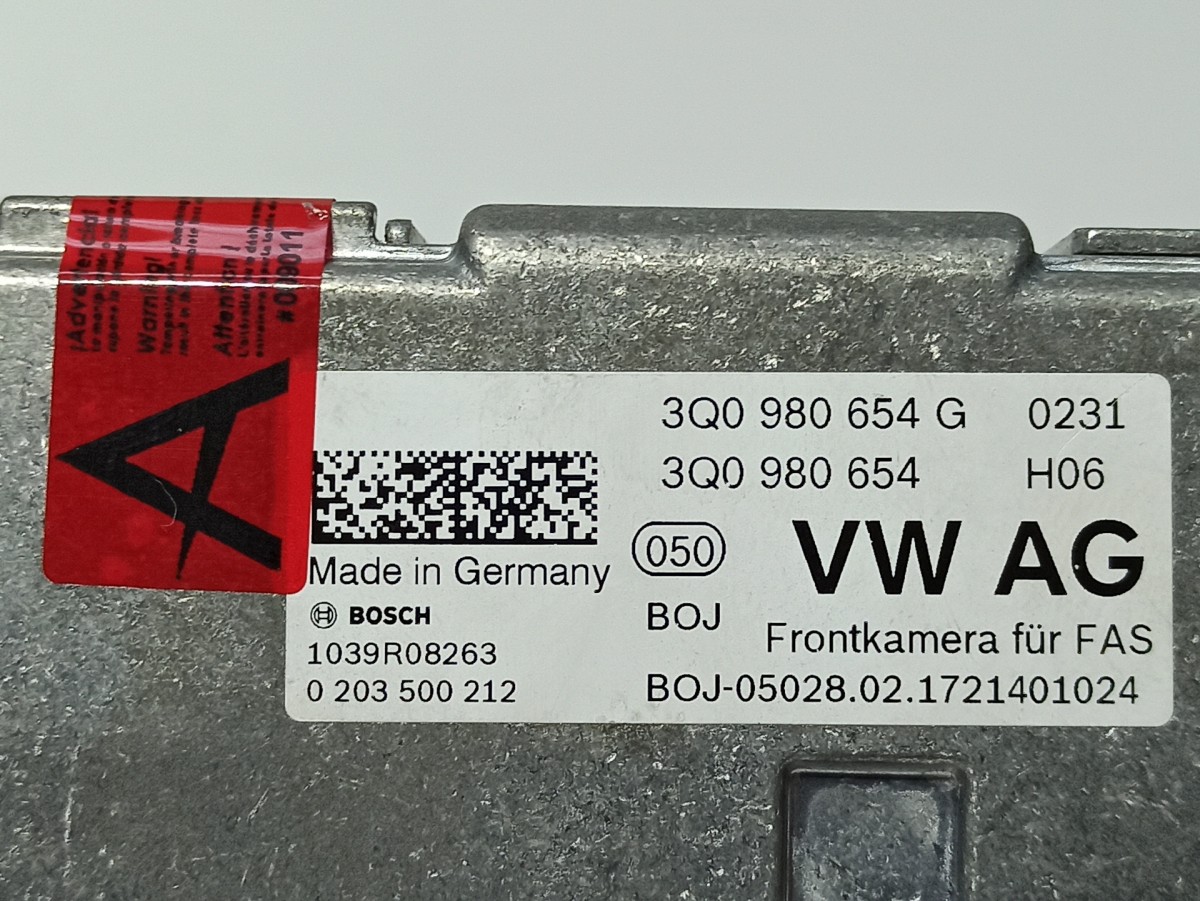 ¡Advertencia!
Warning!
Attention!
A
3Q0 980 654 G 0231
3Q0 980 654 H06
050
VW AG
Made in Germany
BOSCH
BOJ
Frontkamera für FAS
1039R08263
0 203 500 212
BOJ-05028.02.1721401024